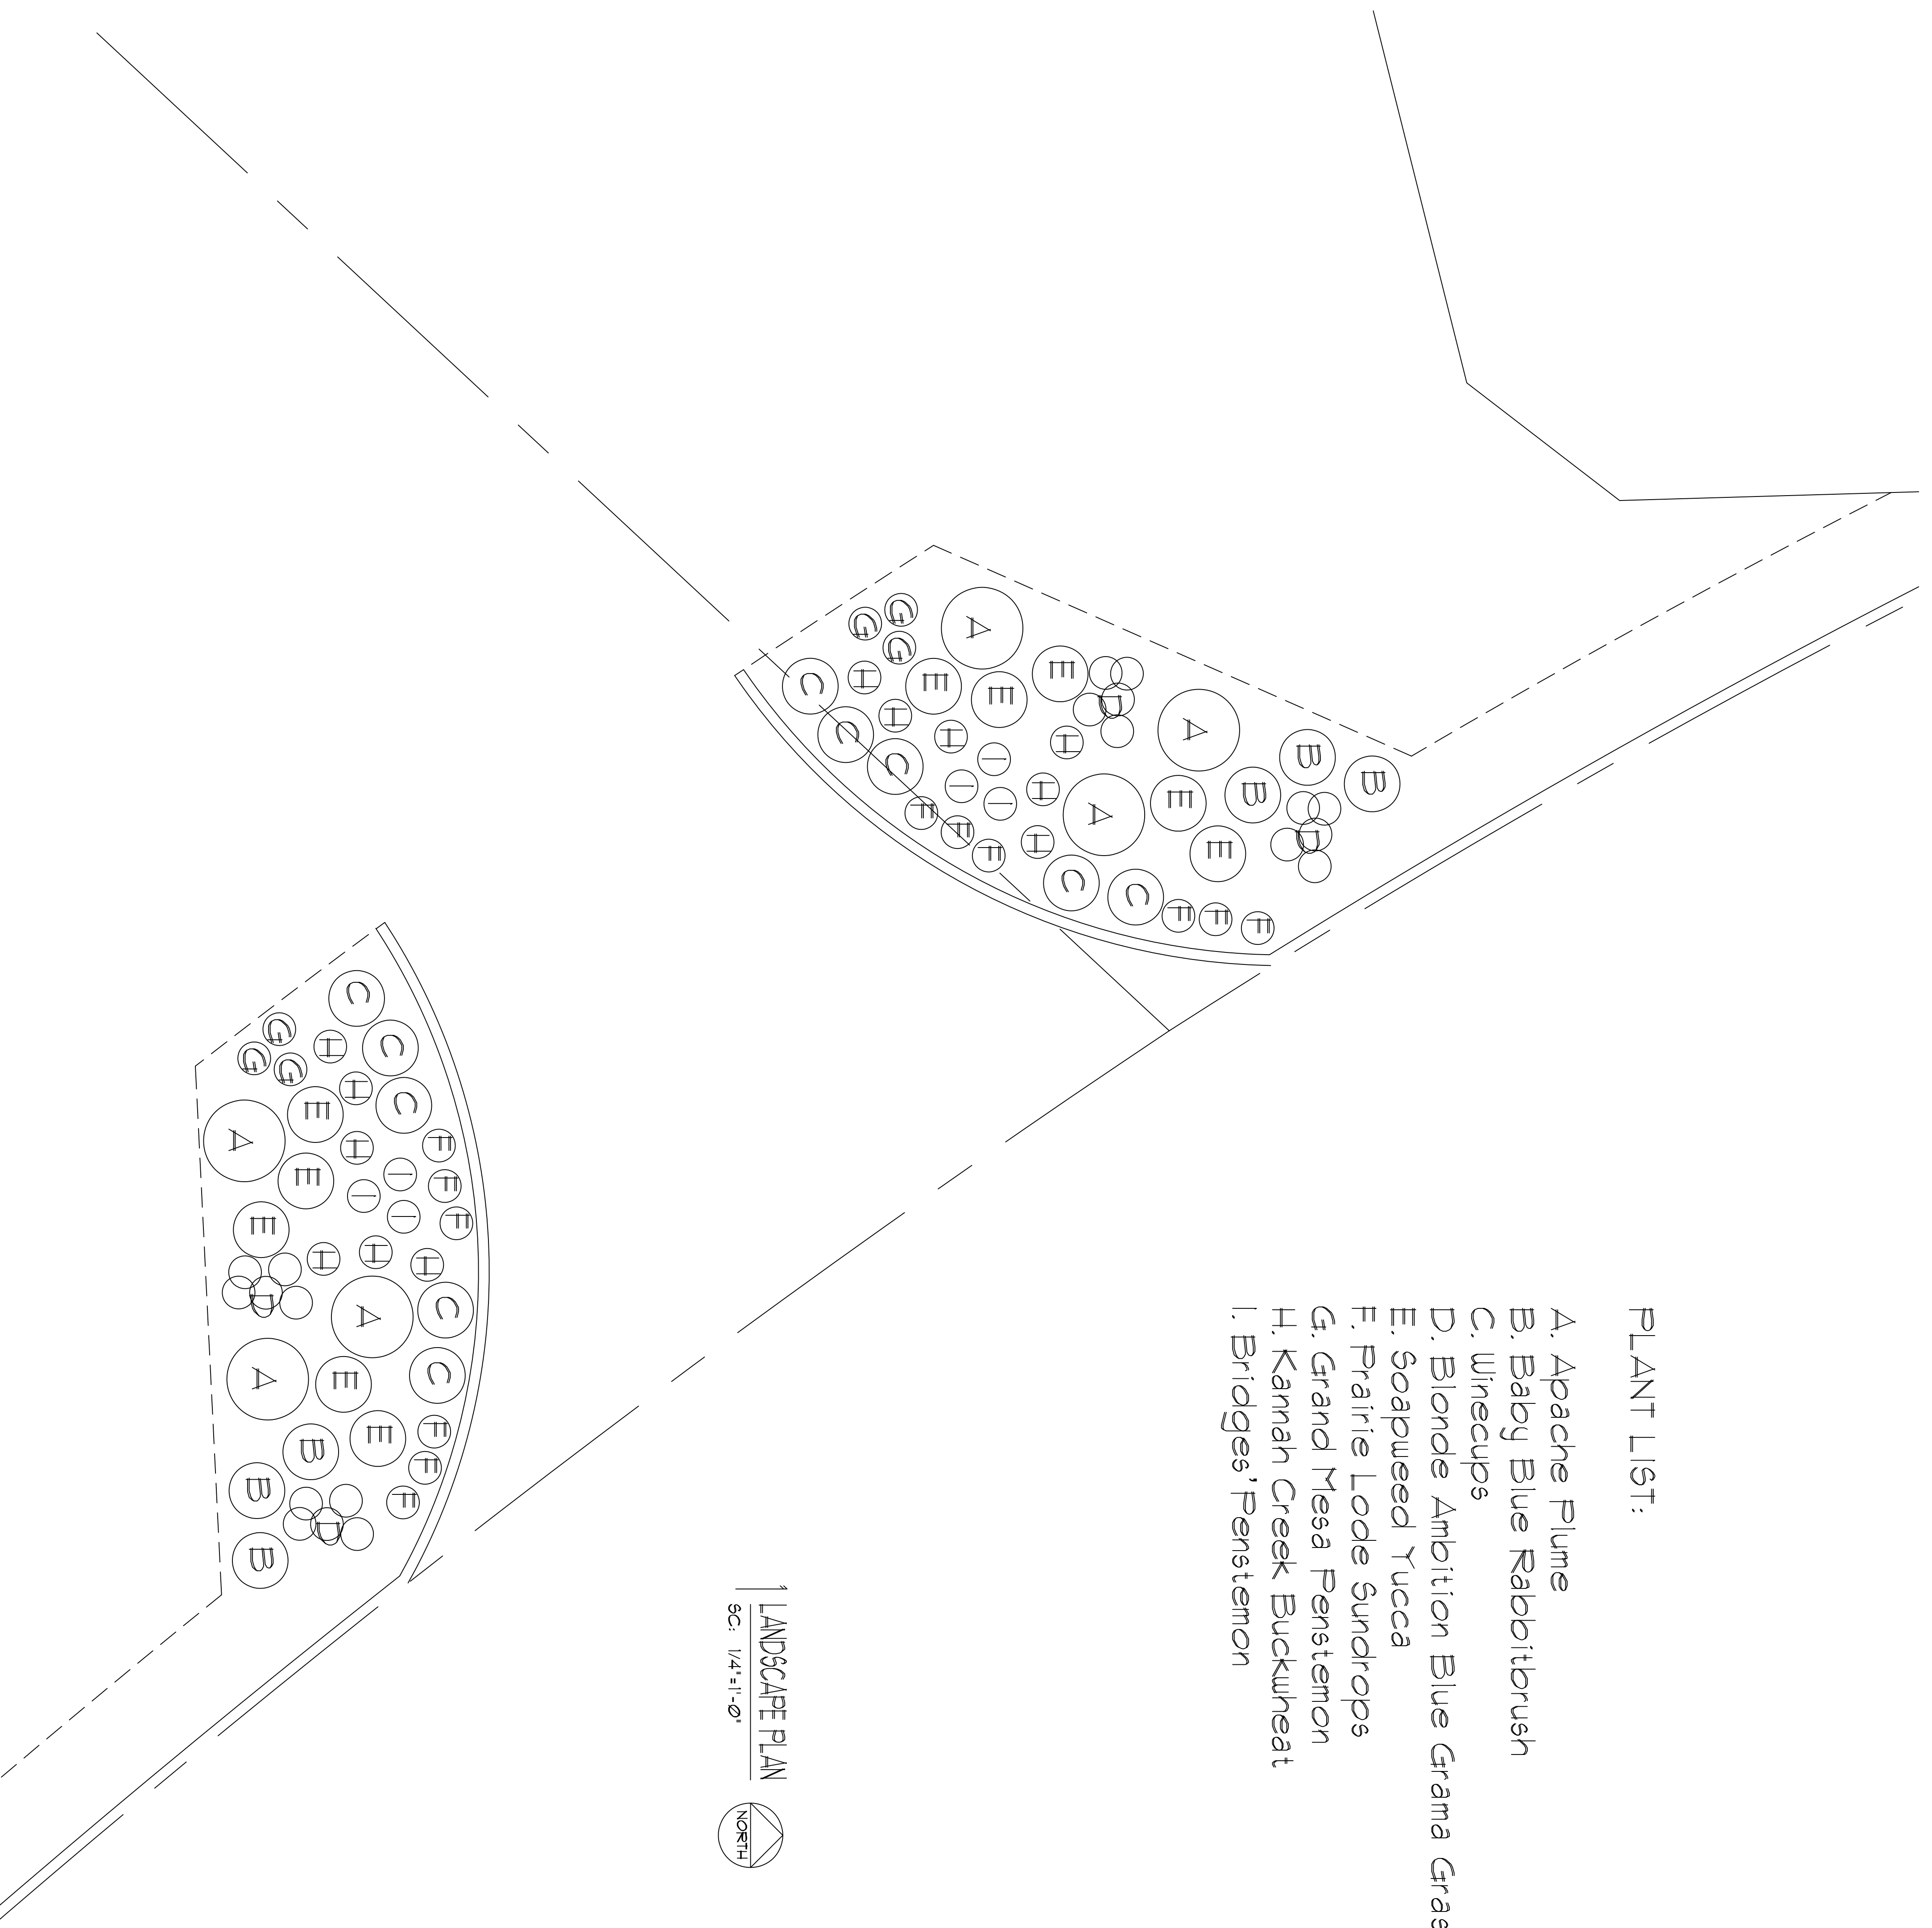 PLANT LIST:
A. Apache Plume
B. Baby Blue Rabbitbrush
C. Winecups
D. Blonde Ambition Blue Grama Gras
E. Soapweed Yucca
F. Prairie Lode Sundrops
G. Grand Mesa Penstemon
H. Kannah Creek Buckwheat
I. Bridges' Penstemon
1 LANDSCAPE PLAN
SC: 1/4"=1'-0"
NORTH
G
G
G
A
E
D
H
E
E
C
H
H
H
A
B
B
C
I
I
I
H
E
B
C
F
F
F
H
A
E
D
C
C
F
F
F
C
G
G
G
H
C
H
C
E
A
H
F
E
I
I
F
I
F
E
H
H
H
D
A
C
A
E
C
B
E
F
F
B
D
F
B